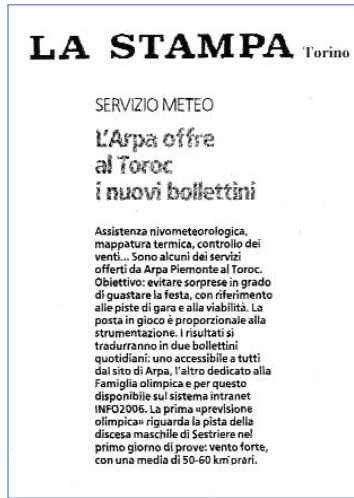 LA STAMPA Torino
SERVIZIO METEO
L'Arpa offre
al Toroc
i nuovi bollettini
Assistenza nivometeorologica,
mappatura termica, controllo dei
venti... Sono alcuni dei servizi
offerti da Arpa Piemonte al Toroc.
Obiettivo: evitare sorprese in grado
di guastare la festa, con riferimento
alle piste di gara e alla viabilità. La
posta in gioco è proporzionale alla
strumentazione. I risultati si
tradurranno in due bollettini
quotidiani: uno accessibile a tutti
dal sito di Arpa, l'altro dedicato alla
Famiglia olimpica e per questo
disponibile sul sistema intranet
INFO2006. La prima «previsione
olimpica» riguarda la pista della
discesa maschile di Sestriere nel
primo giorno di prove: vento forte,
con una media di 50-60 km orari.